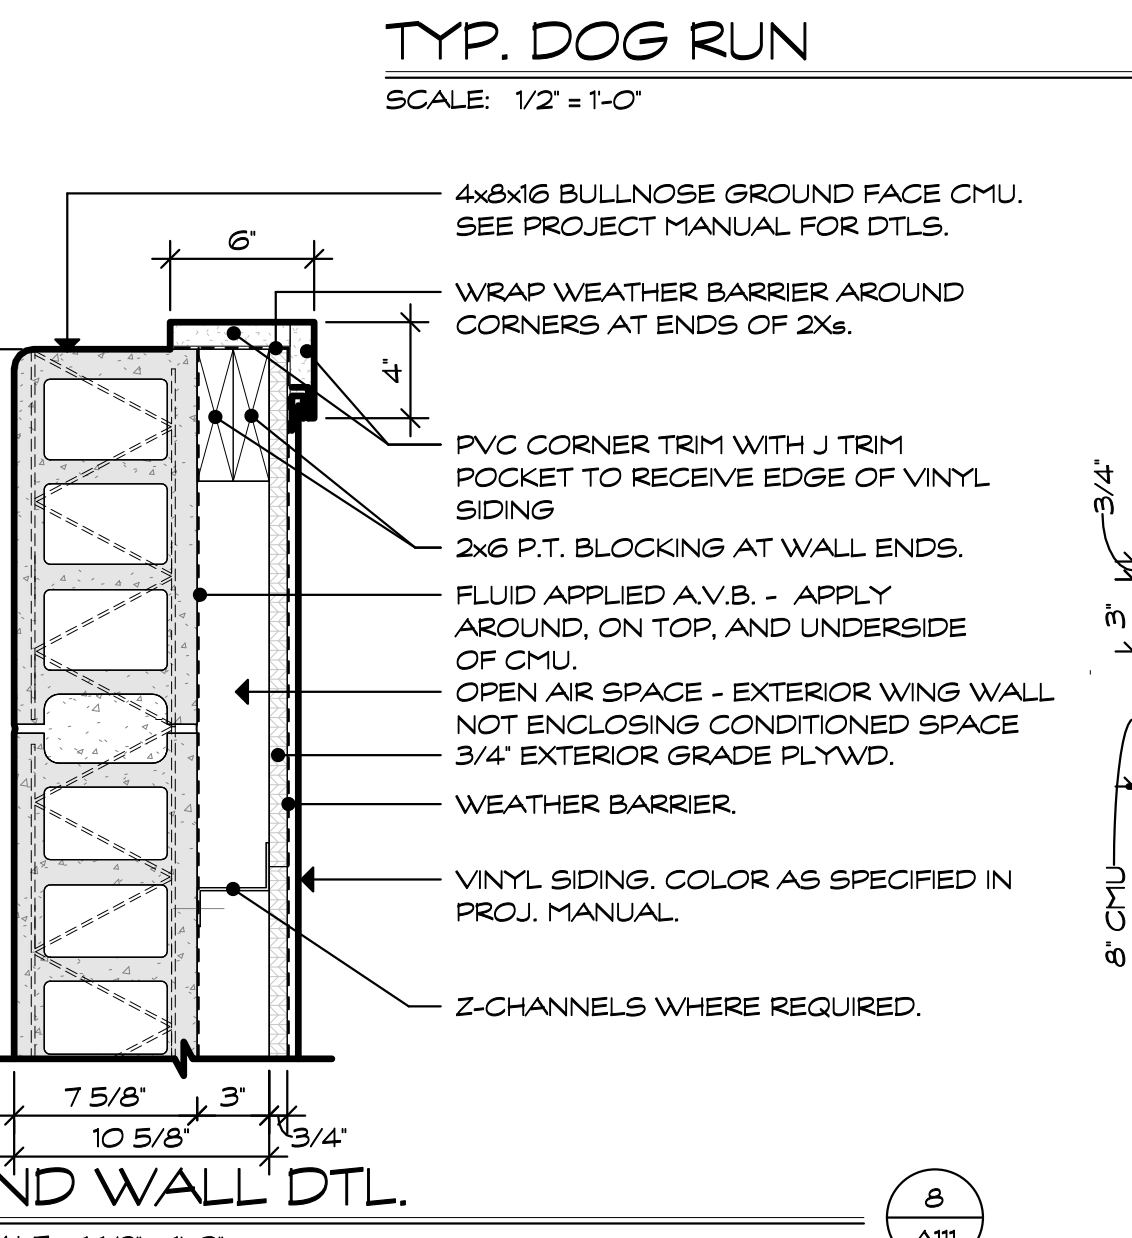 TYP. DOG RUN
SCALE: 1/2" = 1'-0"
4x8x16 BULLNOSE GROUND FACE CMU.
SEE PROJECT MANUAL FOR DTLS.
6"
WRAP WEATHER BARRIER AROUND
CORNERS AT ENDS OF 2Xs.
4"
PVC CORNER TRIM WITH J TRIM
POCKET TO RECEIVE EDGE OF VINYL
SIDING
3/4"
2x6 P.T. BLOCKING AT WALL ENDS.
FLUID APPLIED A.V.B. - APPLY
AROUND, ON TOP, AND UNDERSIDE
OF CMU.
3"
OPEN AIR SPACE - EXTERIOR WING WALL
NOT ENCLOSING CONDITIONED SPACE
3/4" EXTERIOR GRADE PLYWD.
WEATHER BARRIER.
VINYL SIDING. COLOR AS SPECIFIED IN
PROJ. MANUAL.
8" CMU
Z-CHANNELS WHERE REQUIRED.
7 5/8"
3"
10 5/8"
3/4"
ND WALL DTL.
8
A111